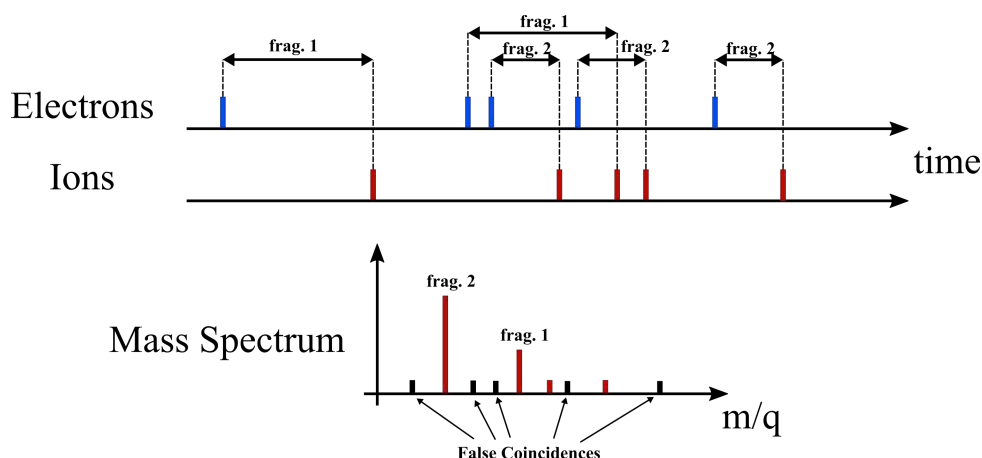 frag. 1
frag. 1
frag. 2
frag. 2
frag. 2
Electrons
time
Ions
frag. 2
frag. 1
Mass Spectrum
m/q
False Coincidences